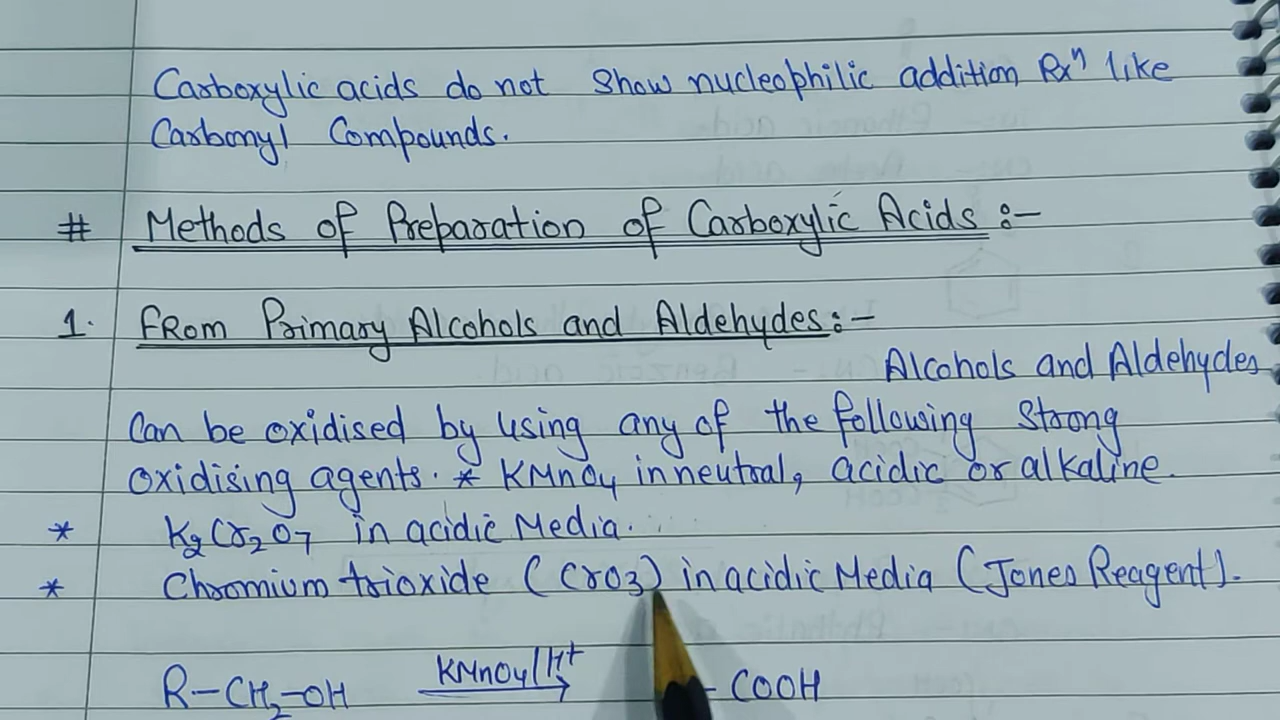 Carboxylic acids do not show nucleophilic addition Rxⁿ like
Carbonyl Compounds.
# Methods of Preparation of Carboxylic Acids :-
1. FROM Primary Alcohols and Aldehydes :-
Alcohols and Aldehydes
Can be oxidised by using any of the following strong
oxidising agents. * KMnO4 in neutral, acidic or alkaline.
* K2Cr2O7 in acidic Media.
* Chromium trioxide (CrO3) in acidic Media (Jones Reagent).
R-CH2-OH KMnO4/H+ -COOH